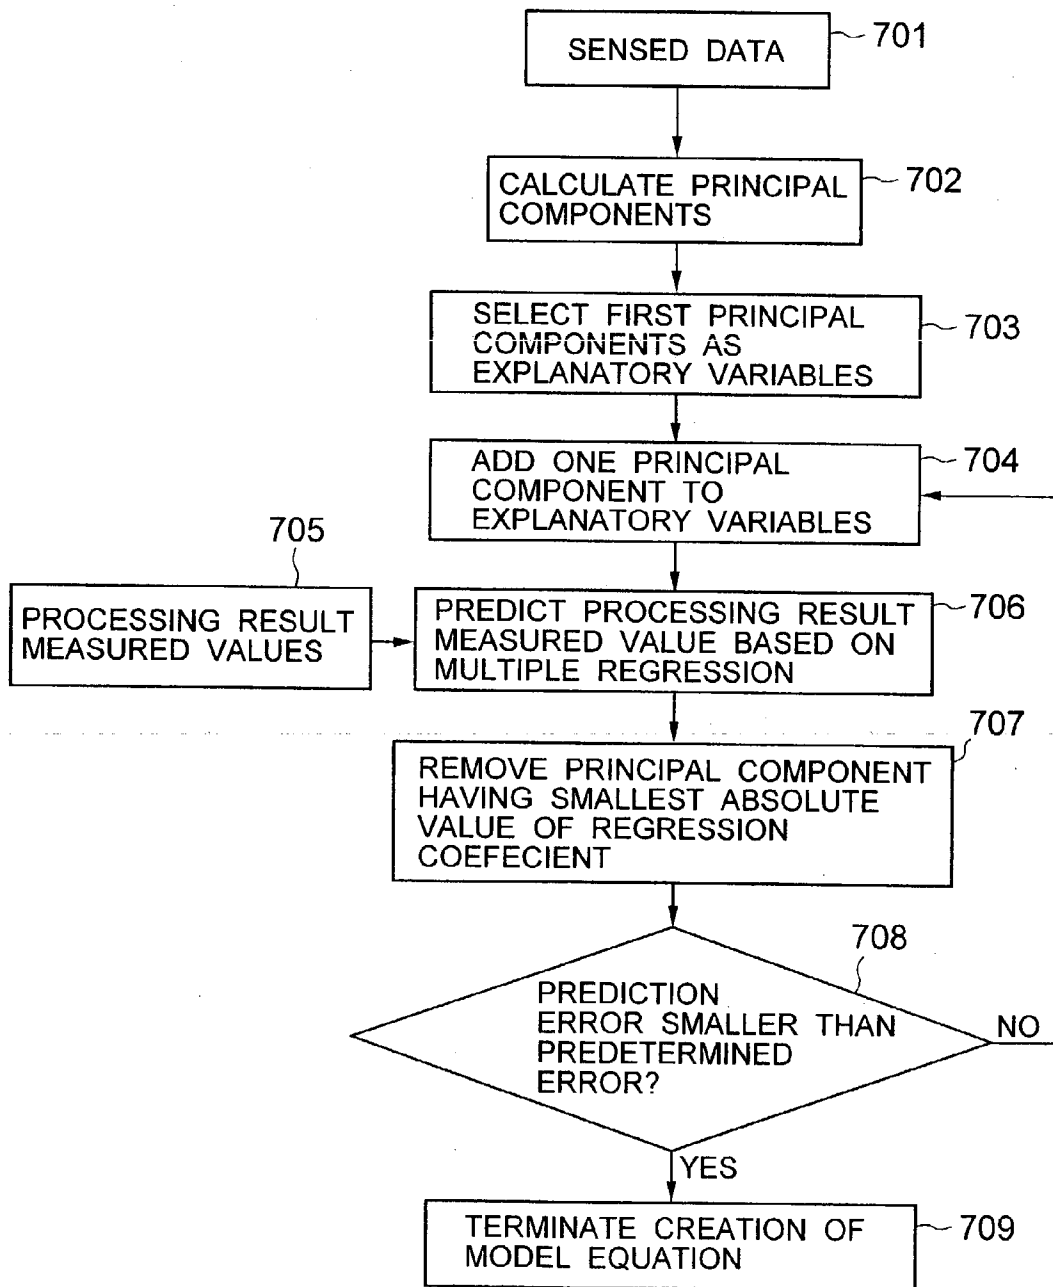 SENSED DATA
701
CALCULATE PRINCIPAL
COMPONENTS
702
SELECT FIRST PRINCIPAL
COMPONENTS AS
EXPLANATORY VARIABLES
703
ADD ONE PRINCIPAL
COMPONENT TO
EXPLANATORY VARIABLES
704
705
PROCESSING RESULT
MEASURED VALUES
PREDICT PROCESSING RESULT
MEASURED VALUE BASED ON
MULTIPLE REGRESSION
706
707
REMOVE PRINCIPAL COMPONENT
HAVING SMALLEST ABSOLUTE
VALUE OF REGRESSION
COEFECIENT
708
PREDICTION
ERROR SMALLER THAN
PREDETERMINED
ERROR?
NO
YES
TERMINATE CREATION OF
MODEL EQUATION
709